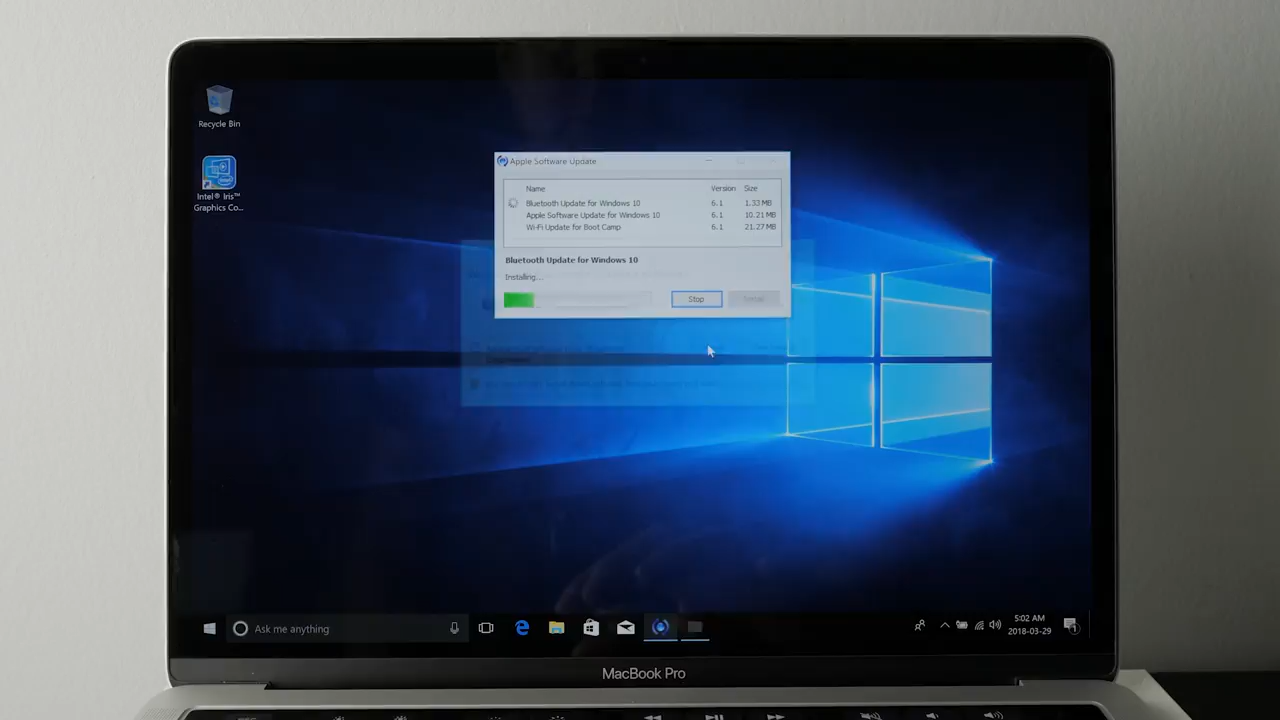 Recycle Bin
Intel® Iris™
Graphics Co...
Apple Software Update
Name Version Size
Bluetooth Update for Windows 10 6.1 1.33 MB
Apple Software Update for Windows 10 6.1 10.21 MB
Wi-Fi Update for Boot Camp 6.1 21.27 MB
Bluetooth Update for Windows 10
Installing...
Stop
Ask me anything
5:02 AM
2018-03-29
1
MacBook Pro